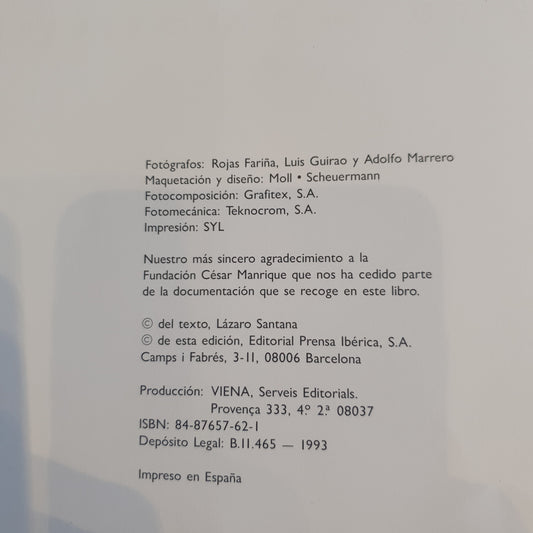 Fotógrafos: Rojas Fariña, Luis Guirao y Adolfo Marrero
Maquetación y diseño: Moll • Scheuermann
Fotocomposición: Grafitex, S.A.
Fotomecánica: Teknocrom, S.A.
Impresión: SYL
Nuestro más sincero agradecimiento a la
Fundación César Manrique que nos ha cedido parte
de la documentación que se recoge en este libro.
© del texto, Lázaro Santana
© de esta edición, Editorial Prensa Ibérica, S.A.
Camps i Fabrés, 3-11, 08006 Barcelona
Producción: VIENA, Serveis Editorials.
Provença 333, 4.º 2.ª 08037
ISBN: 84-87657-62-1
Depósito Legal: B.11.465 — 1993
Impreso en España